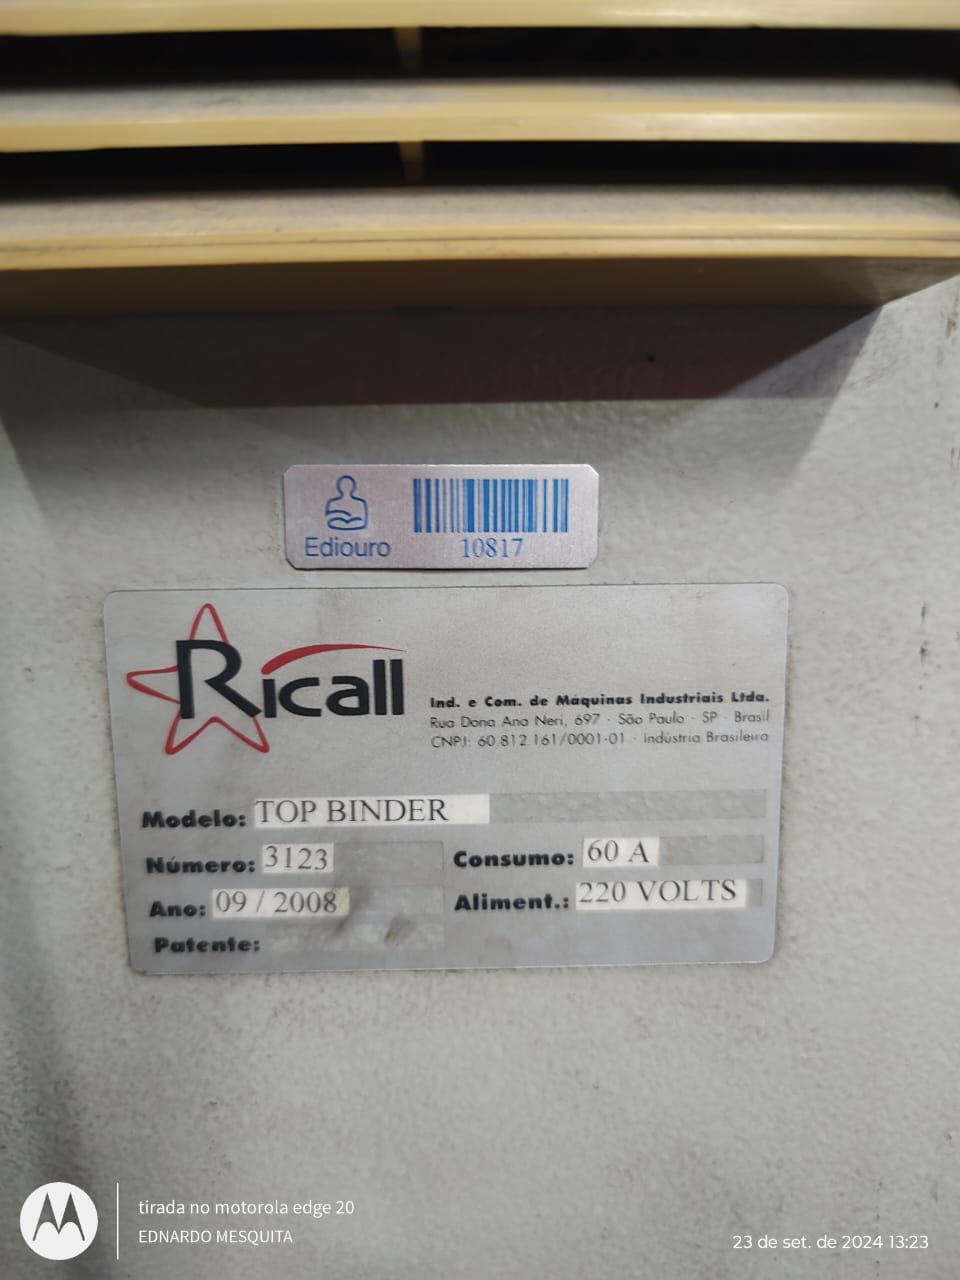 Ediouro
10817
Ricall
Ind. e Com. de Máquinas Industriais Ltda.
Rua Dona Ana Neri, 697 - São Paulo - SP - Brasil
CNPJ: 60.812.161/0001-01 - Indústria Brasileira
Modelo: TOP BINDER
Número: 3123 Consumo: 60 A
Ano: 09 / 2008 Aliment.: 220 VOLTS
Patente:
tirada no motorola edge 20
EDNARDO MESQUITA
23 de set. de 2024 13:23